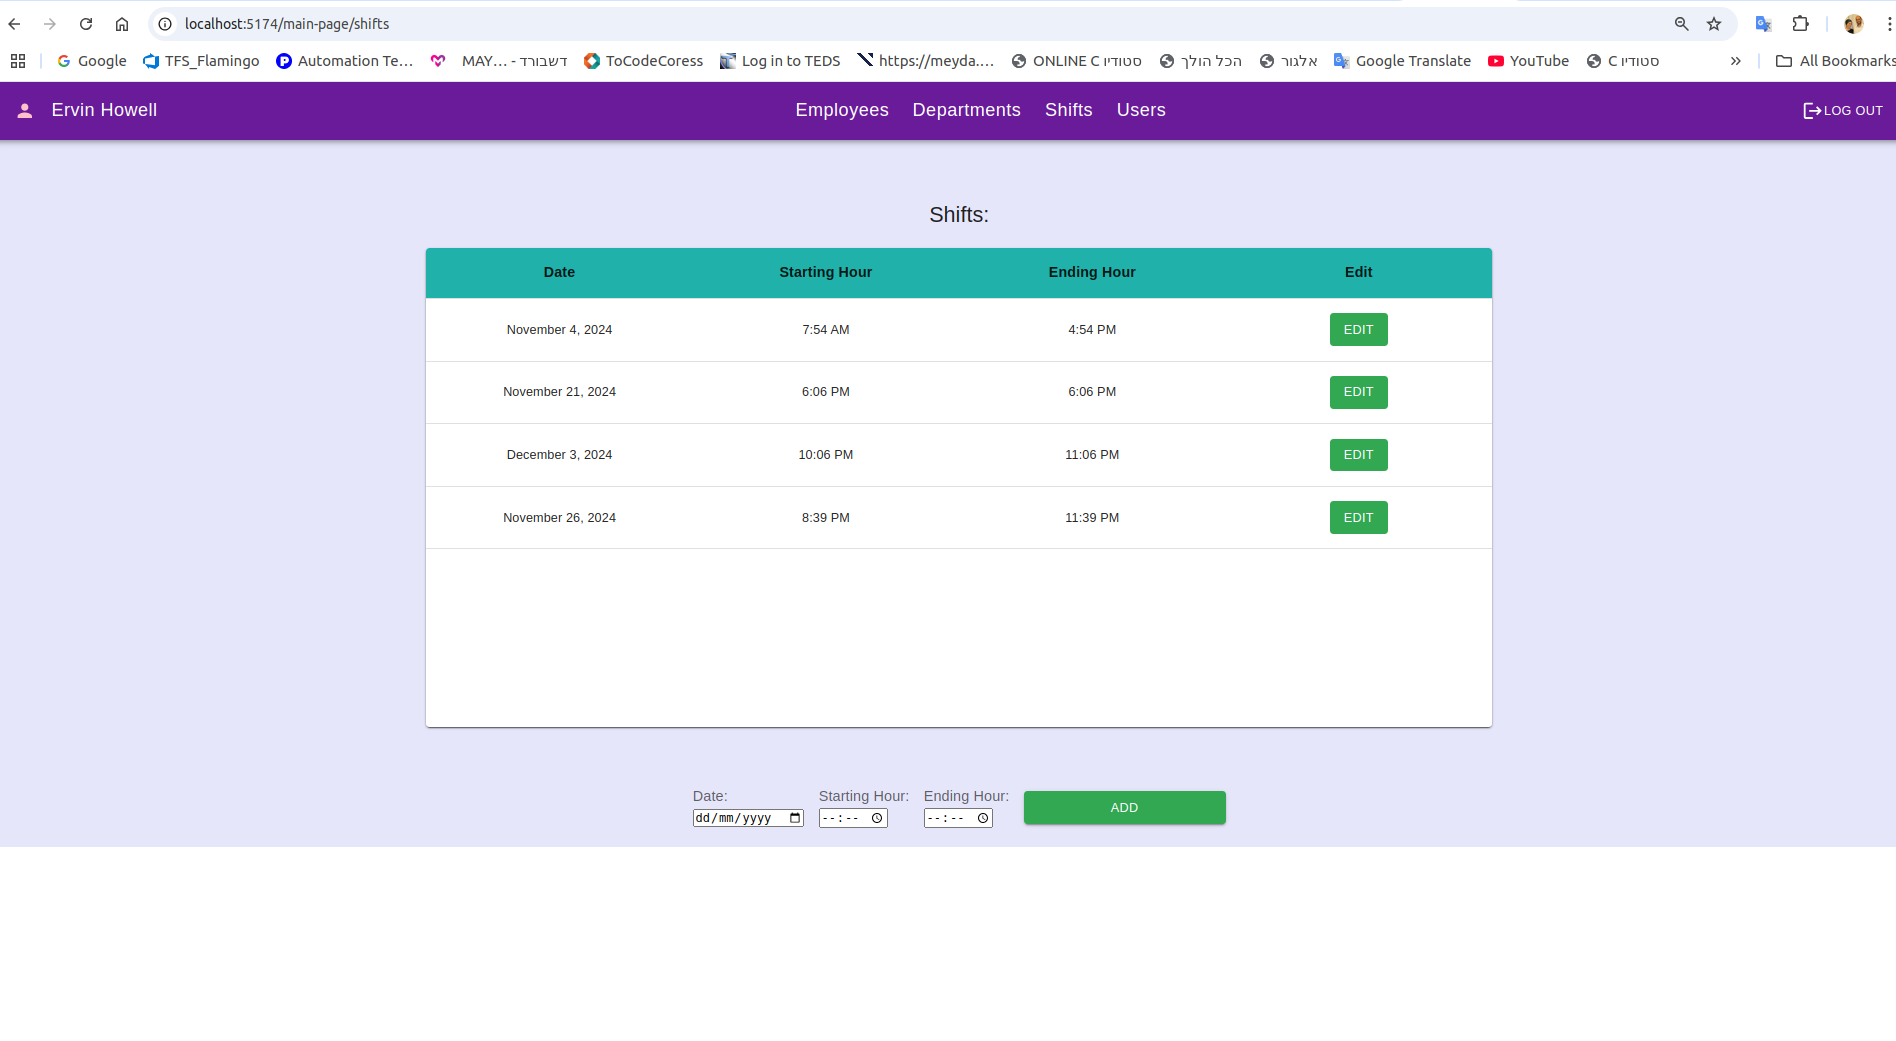 localhost:5174/main-page/shifts
Google TFS_Flamingo Automation Te... MAY... - דשבורד ToCodeCoress Log in to TEDS https://meyda.... ONLINE C סטודיו הכל הולך אלגור Google Translate YouTube C סטודיו » All Bookmarks
Ervin Howell Employees Departments Shifts Users LOG OUT
Shifts:
Date Starting Hour Ending Hour Edit
November 4, 2024 7:54 AM 4:54 PM EDIT
November 21, 2024 6:06 PM 6:06 PM EDIT
December 3, 2024 10:06 PM 11:06 PM EDIT
November 26, 2024 8:39 PM 11:39 PM EDIT
Date: Starting Hour: Ending Hour:
dd/mm/yyyy --:-- --:-- ADD